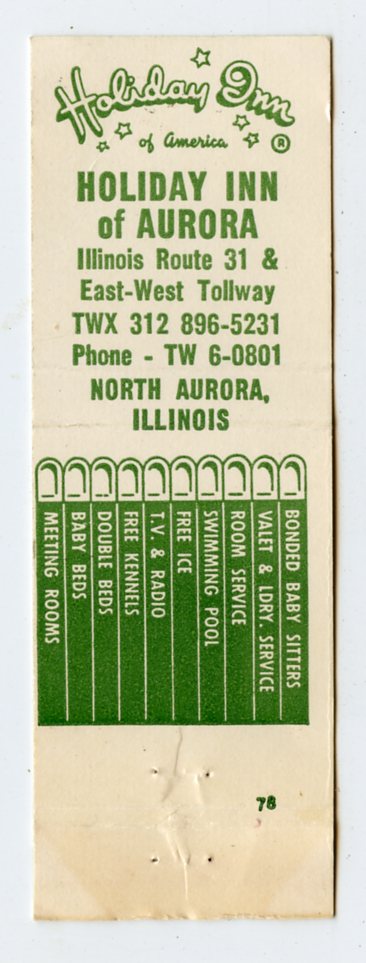 Holiday Inn
of America ®
HOLIDAY INN
of AURORA
Illinois Route 31 &
East-West Tollway
TWX 312 896-5231
Phone - TW 6-0801
NORTH AURORA,
ILLINOIS
MEETING ROOMS
BABY BEDS
DOUBLE BEDS
FREE KENNELS
T.V. & RADIO
FREE ICE
SWIMMING POOL
ROOM SERVICE
VALET & LDRY. SERVICE
BONDED BABY SITTERS
78